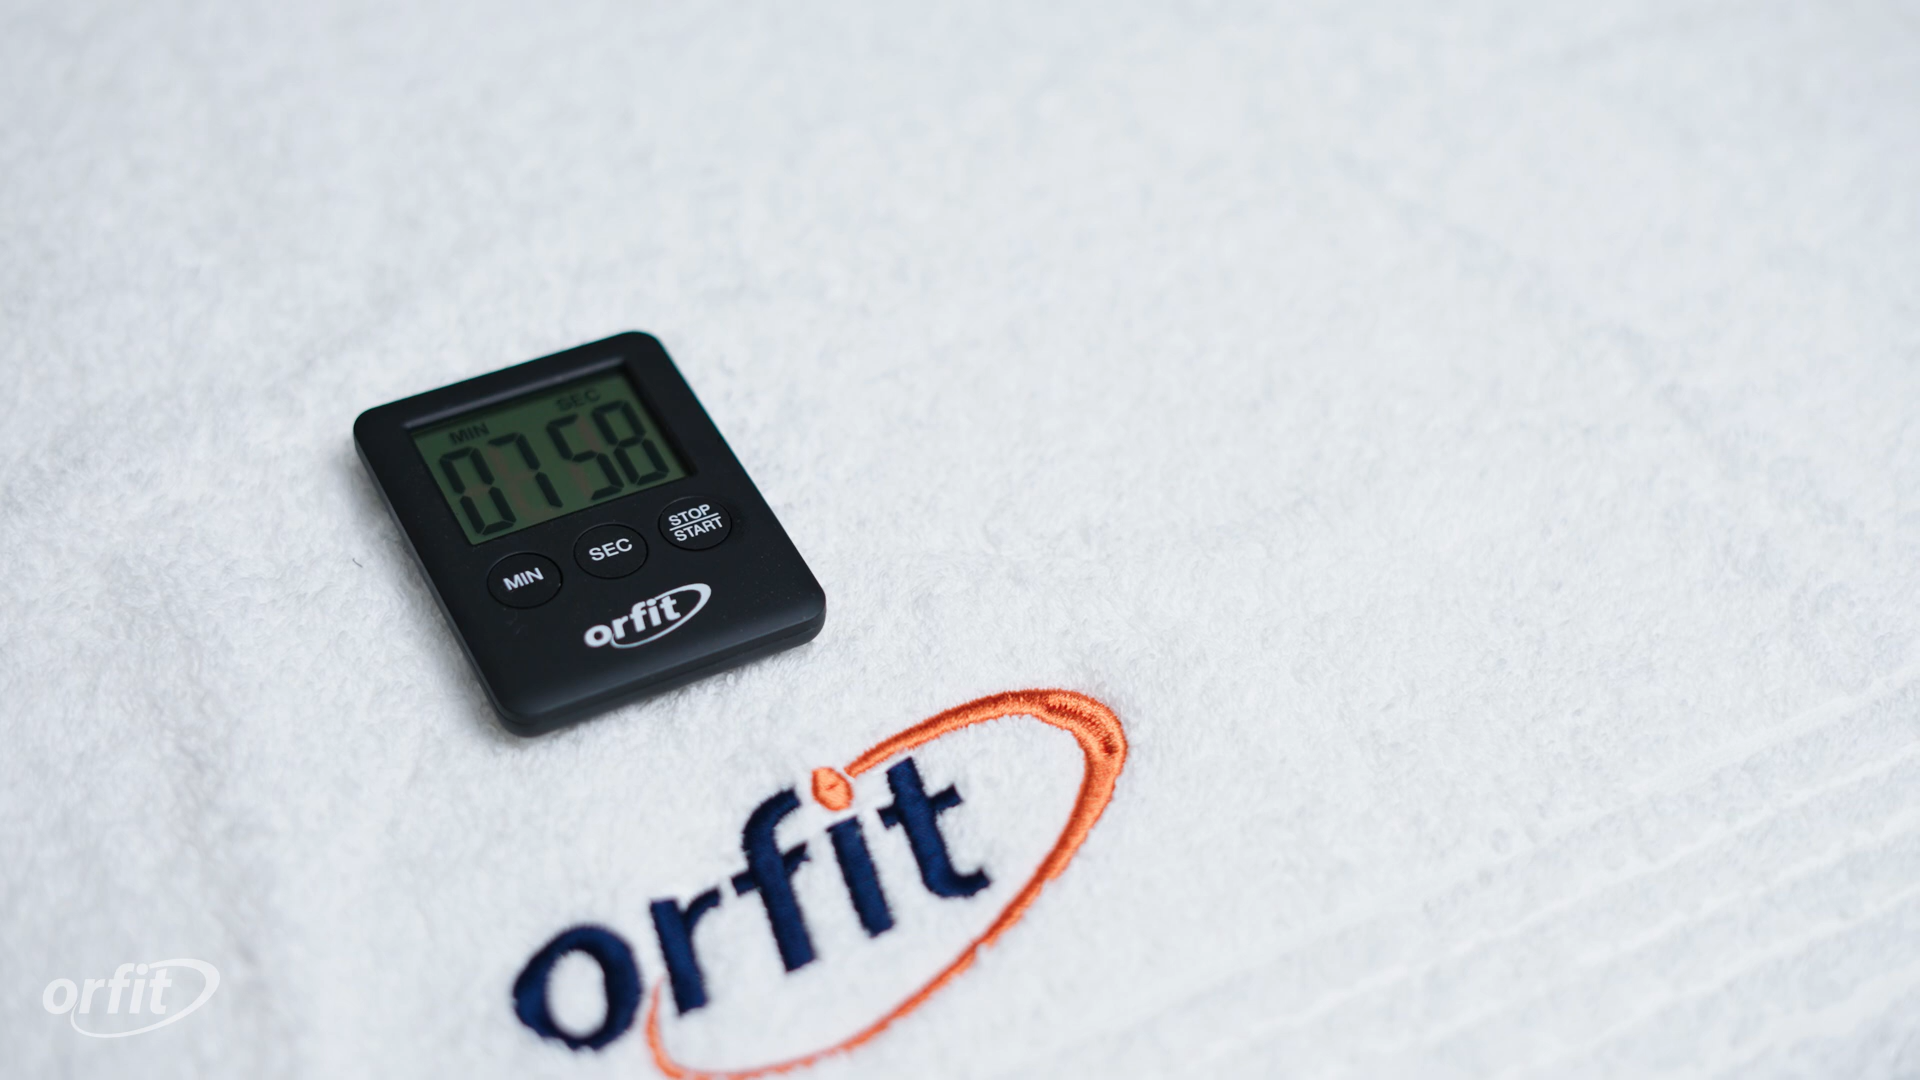 MIN SEC
07 58
MIN SEC STOP
START
orfit
orfit
orfit